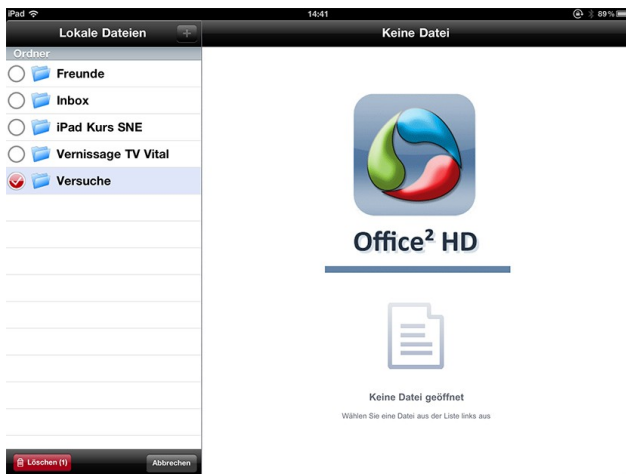 iPad 14:41 89%
Lokale Dateien + Keine Datei
Ordner
Freunde
Inbox
iPad Kurs SNE
Vernissage TV Vital
Versuche
Office² HD
Keine Datei geöffnet
Wählen Sie eine Datei aus der Liste links aus
Löschen (1) Abbrechen